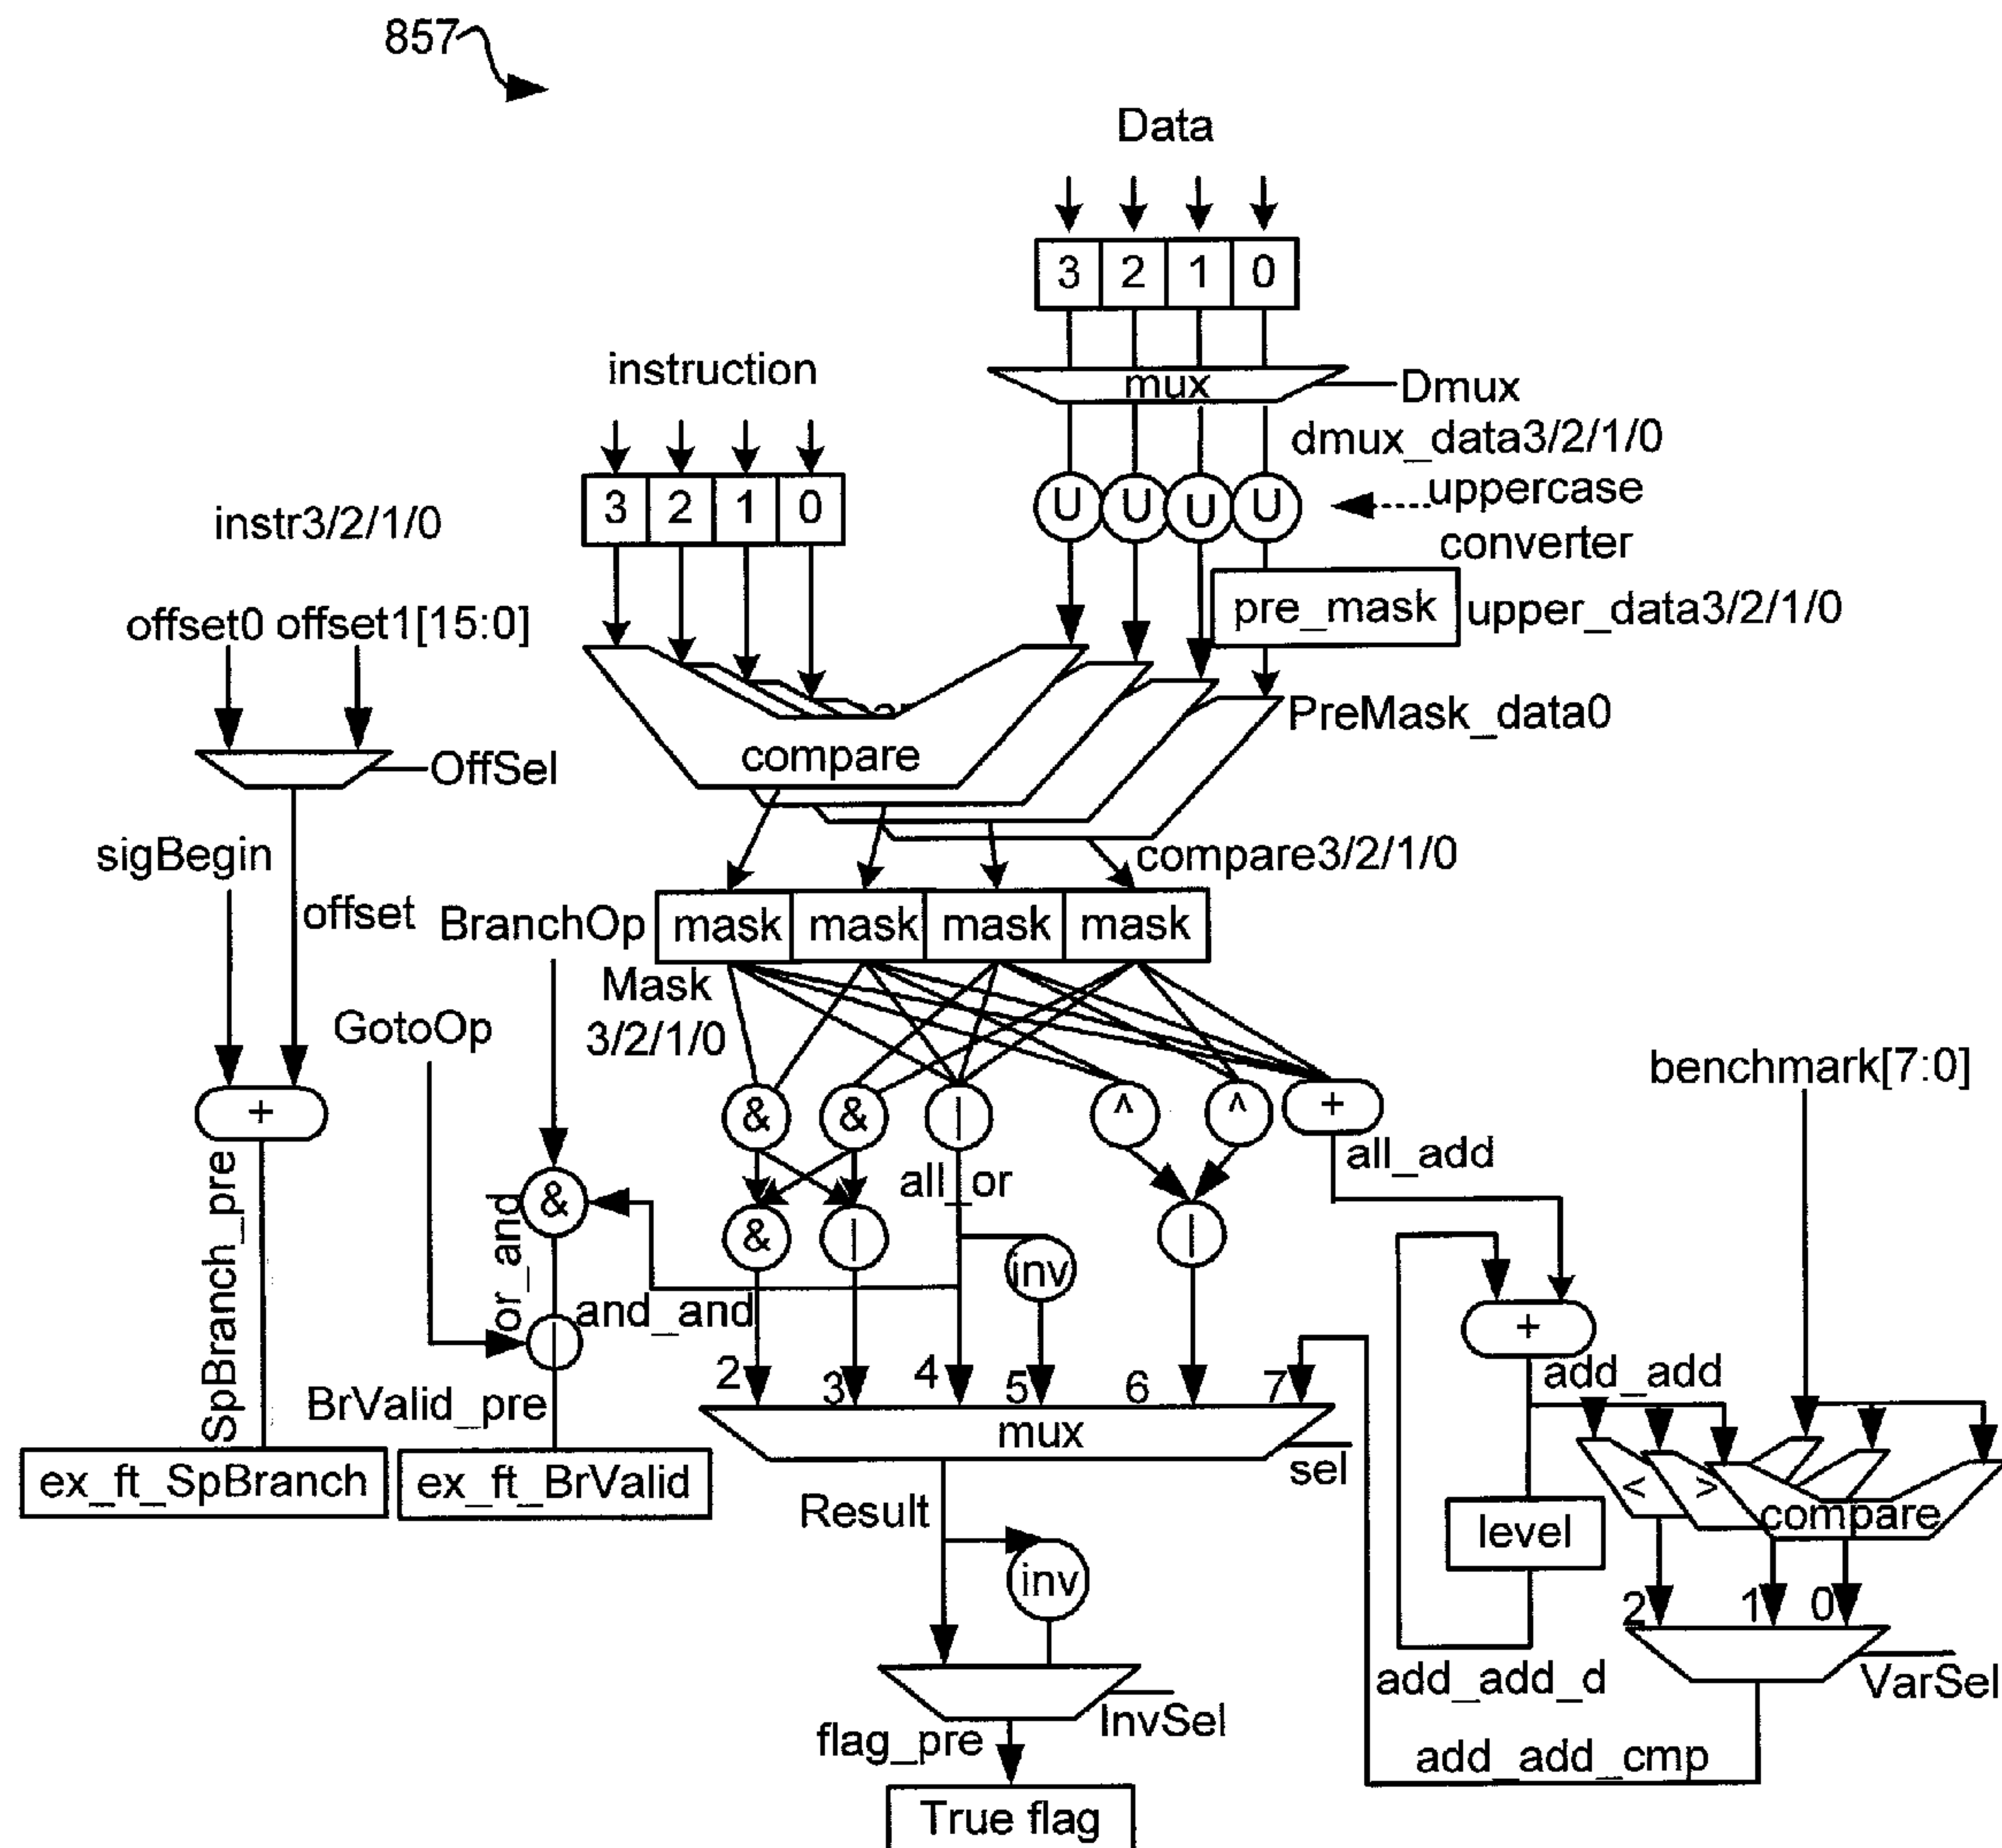 857
Data
3 2 1 0
instruction
mux
Dmux
dmux_data3/2/1/0
3 2 1 0
U U U U
uppercase
converter
instr3/2/1/0
pre_mask
upper_data3/2/1/0
offset0 offset1[15:0]
PreMask_data0
compare
OffSel
sigBegin
compare3/2/1/0
offset
BranchOp
mask mask mask mask
Mask
3/2/1/0
GotoOp
benchmark[7:0]
+
& & | ^ ^ +
all_add
all_or
SpBranch_pre
&
or_and
& | |
inv
and_and
|
+
2 3 4 5 6 7
add_add
BrValid_pre
mux
sel
ex_ft_SpBranch
ex_ft_BrValid
< >
compare
Result
level
inv
2 1 0
add_add_d
VarSel
InvSel
flag_pre
add_add_cmp
True flag